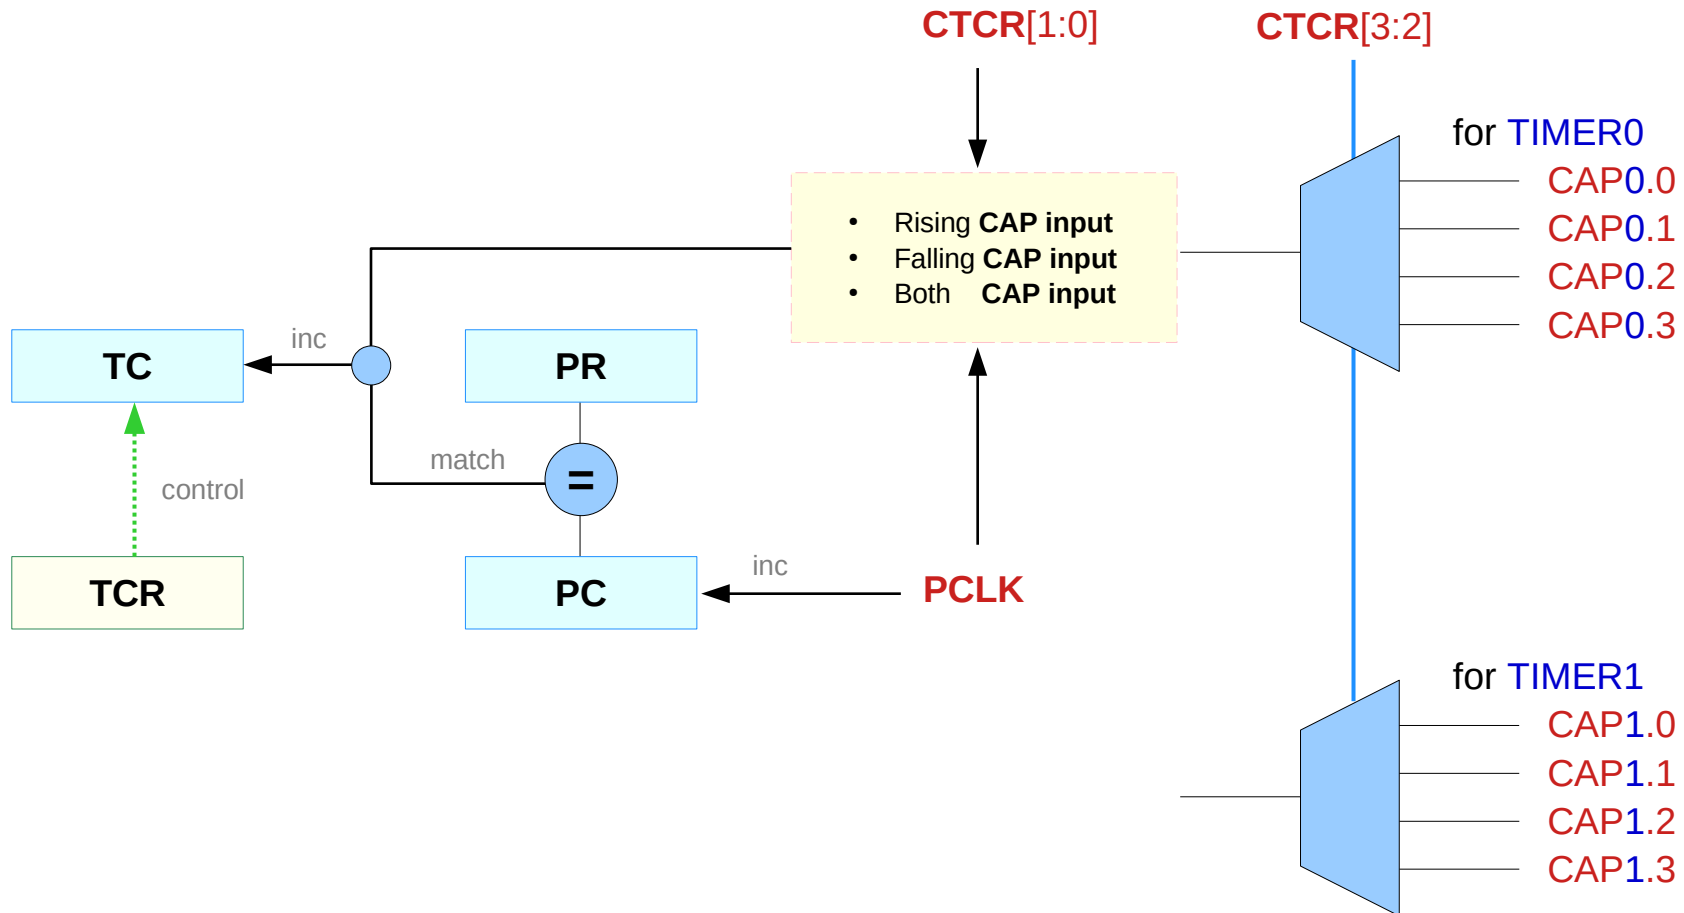 CTCR[1:0]
CTCR[3:2]
for TIMER0
CAP0.0
CAP0.1
CAP0.2
CAP0.3
• Rising CAP input
• Falling CAP input
• Both CAP input
inc
TC
PR
match
=
control
TCR
PC
inc
PCLK
for TIMER1
CAP1.0
CAP1.1
CAP1.2
CAP1.3